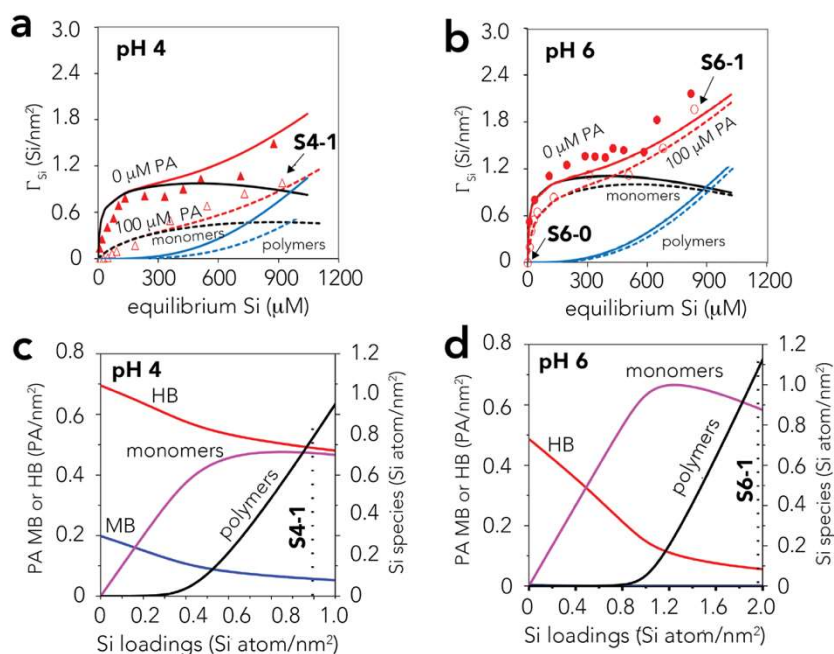 a
pH 4
3.0
2.4
1.8
1.2
0.6
0
ΓSi (Si/nm²)
S4-1
0 μM PA
100 μM PA
monomers
polymers
0 300 600 900 1200
equilibrium Si (μM)
b
pH 6
3.0
2.4
1.8
1.2
0.6
0
ΓSi (Si/nm²)
S6-1
0 μM PA
100 μM PA
monomers
S6-0
polymers
0 300 600 900 1200
equilibrium Si (μM)
c
pH 4
0.8
0.6
0.4
0.2
0
PA MB or HB (PA/nm²)
HB
monomers
MB
polymers
S4-1
1.2
1.0
0.8
0.6
0.4
0.2
0
Si species (Si atom/nm²)
0 0.2 0.4 0.6 0.8 1.0
Si loadings (Si atom/nm²)
d
pH 6
0.8
0.6
0.4
0.2
0
PA MB or HB (PA/nm²)
monomers
HB
polymers
S6-1
1.2
1.0
0.8
0.6
0.4
0.2
0
Si species (Si atom/nm²)
0 0.4 0.8 1.2 1.6 2.0
Si loadings (Si atom/nm²)